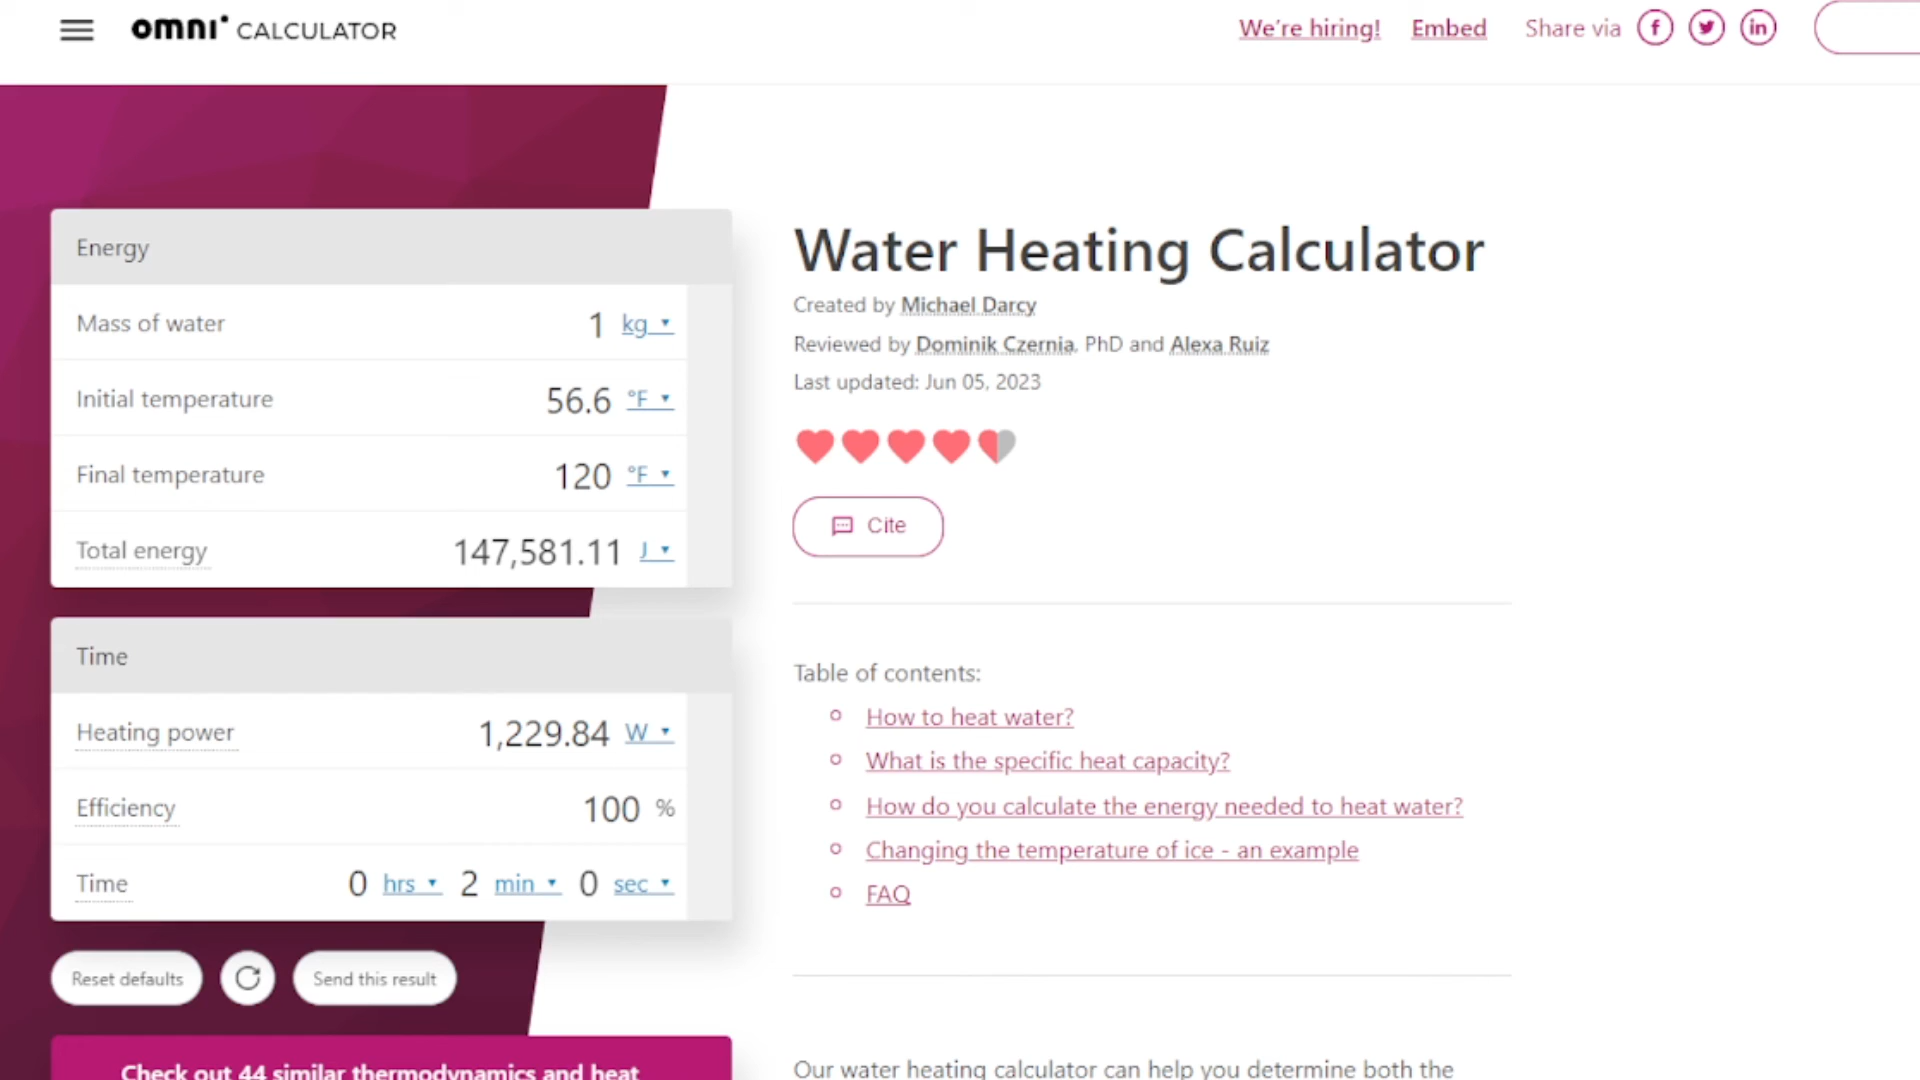 omni CALCULATOR
We're hiring! Embed Share via
Energy
Mass of water 1 kg
Initial temperature 56.6 °F
Final temperature 120 °F
Total energy 147,581.11 J
Time
Heating power 1,229.84 W
Efficiency 100 %
Time 0 hrs 2 min 0 sec
Reset defaults Send this result
Check out 44 similar thermodynamics and heat
Water Heating Calculator
Created by Michael Darcy
Reviewed by Dominik Czernia, PhD and Alexa Ruiz
Last updated: Jun 05, 2023
Cite
Table of contents:
How to heat water?
What is the specific heat capacity?
How do you calculate the energy needed to heat water?
Changing the temperature of ice - an example
FAQ
Our water heating calculator can help you determine both the